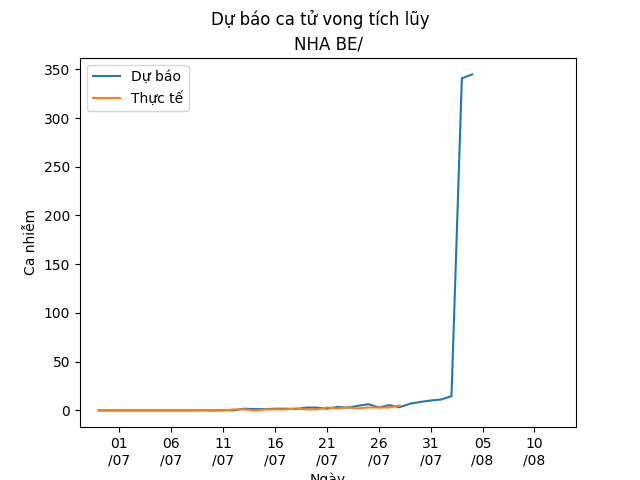 Dự báo ca tử vong tích lũy
NHA BE/
Dự báo
Thực tế
Ca nhiễm
350
300
250
200
150
100
50
0
01 06 11 16 21 26 31 05 10
/07 /07 /07 /07 /07 /07 /07 /08 /08
Ngày